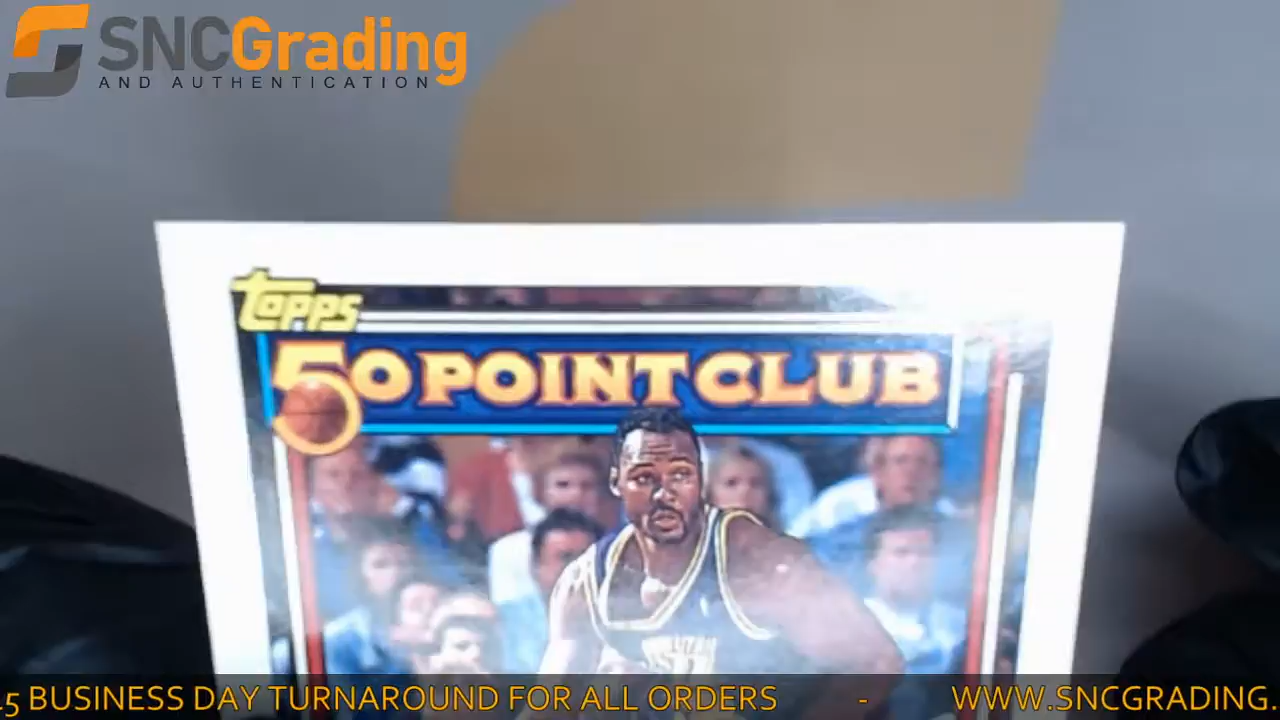 SNCGrading
AND AUTHENTICATION
TOPPS
50 POINT CLUB
5 BUSINESS DAY TURNAROUND FOR ALL ORDERS - WWW.SNCGRADING.